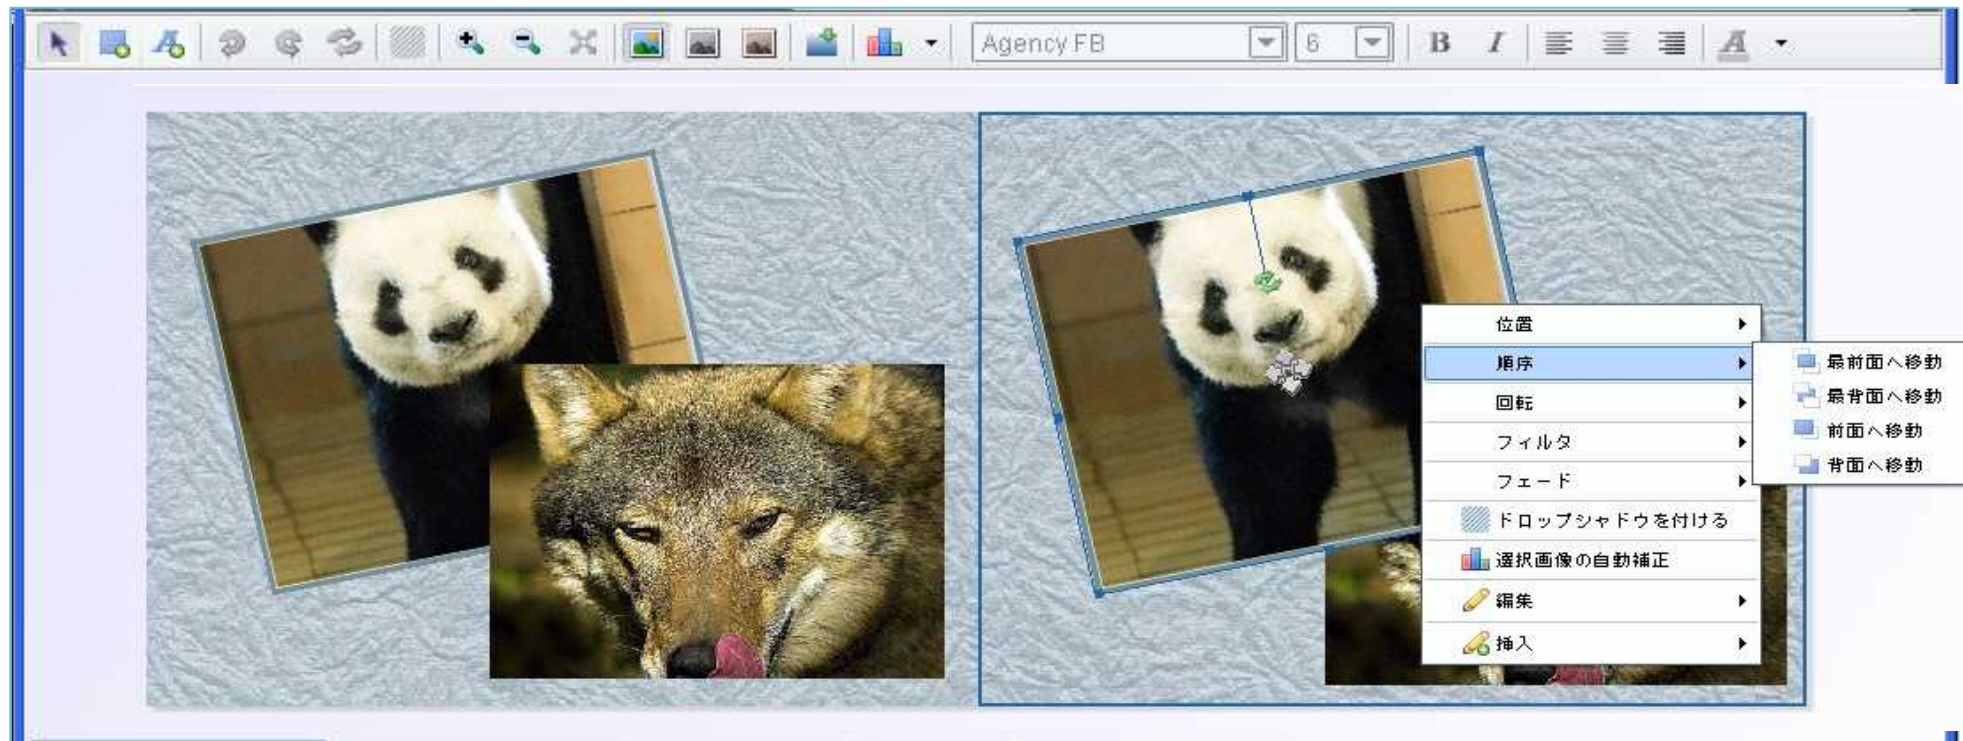 Agency FB
6
B
I
A
位置
順序
回転
フィルタ
フェード
ドロップシャドウを付ける
選択画像の自動補正
編集
挿入
最前面へ移動
最背面へ移動
前面へ移動
背面へ移動